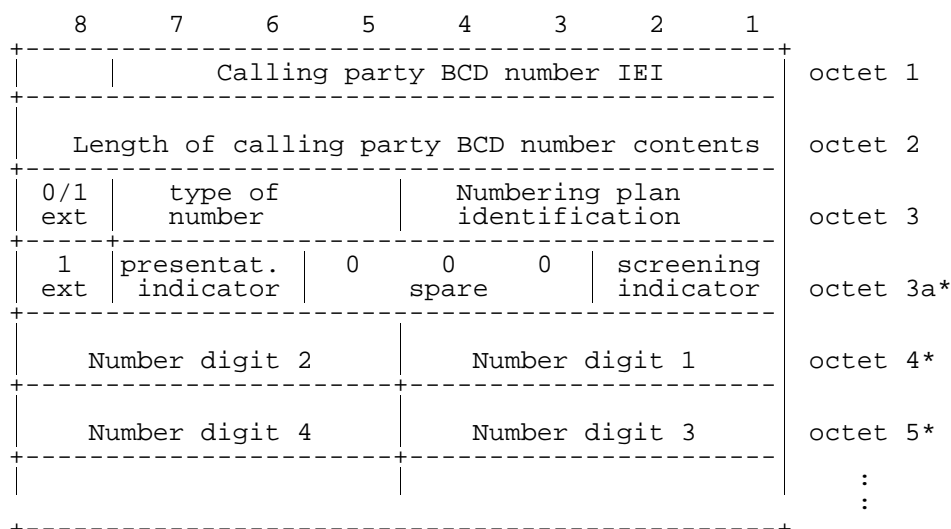 8 7 6 5 4 3 2 1
Calling party BCD number IEI octet 1
Length of calling party BCD number contents octet 2
0/1 type of Numbering plan
ext number identification octet 3
1 presentat. 0 0 0 screening
ext indicator spare indicator octet 3a*
Number digit 2 Number digit 1 octet 4*
Number digit 4 Number digit 3 octet 5*
:
: